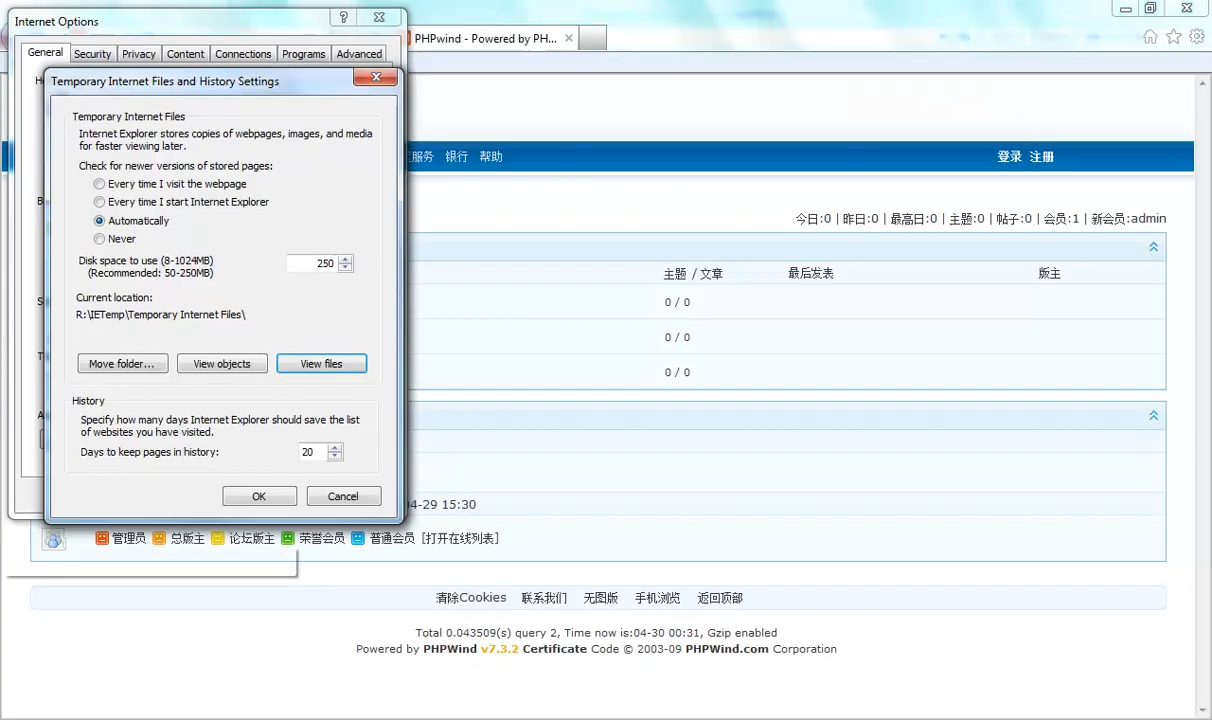 Internet Options
General Security Privacy Content Connections Programs Advanced
Temporary Internet Files and History Settings
Temporary Internet Files
Internet Explorer stores copies of webpages, images, and media
for faster viewing later.
Check for newer versions of stored pages:
Every time I visit the webpage
Every time I start Internet Explorer
Automatically
Never
Disk space to use (8-1024MB) 250
(Recommended: 50-250MB)
Current location:
R:\IETemp\Temporary Internet Files\
Move folder... View objects View files
History
Specify how many days Internet Explorer should save the list
of websites you have visited.
Days to keep pages in history: 20
OK Cancel
PHPwind - Powered by PH...
服务 银行 帮助 登录 注册
今日:0 | 昨日:0 | 最高日:0 | 主题:0 | 帖子:0 | 会员:1 | 新会员:admin
主题 / 文章 最后发表 版主
0 / 0
0 / 0
0 / 0
04-29 15:30
管理员 总版主 论坛版主 荣誉会员 普通会员 [打开在线列表]
清除Cookies 联系我们 无图版 手机浏览 返回顶部
Total 0.043509(s) query 2, Time now is:04-30 00:31, Gzip enabled
Powered by PHPWind v7.3.2 Certificate Code © 2003-09 PHPWind.com Corporation